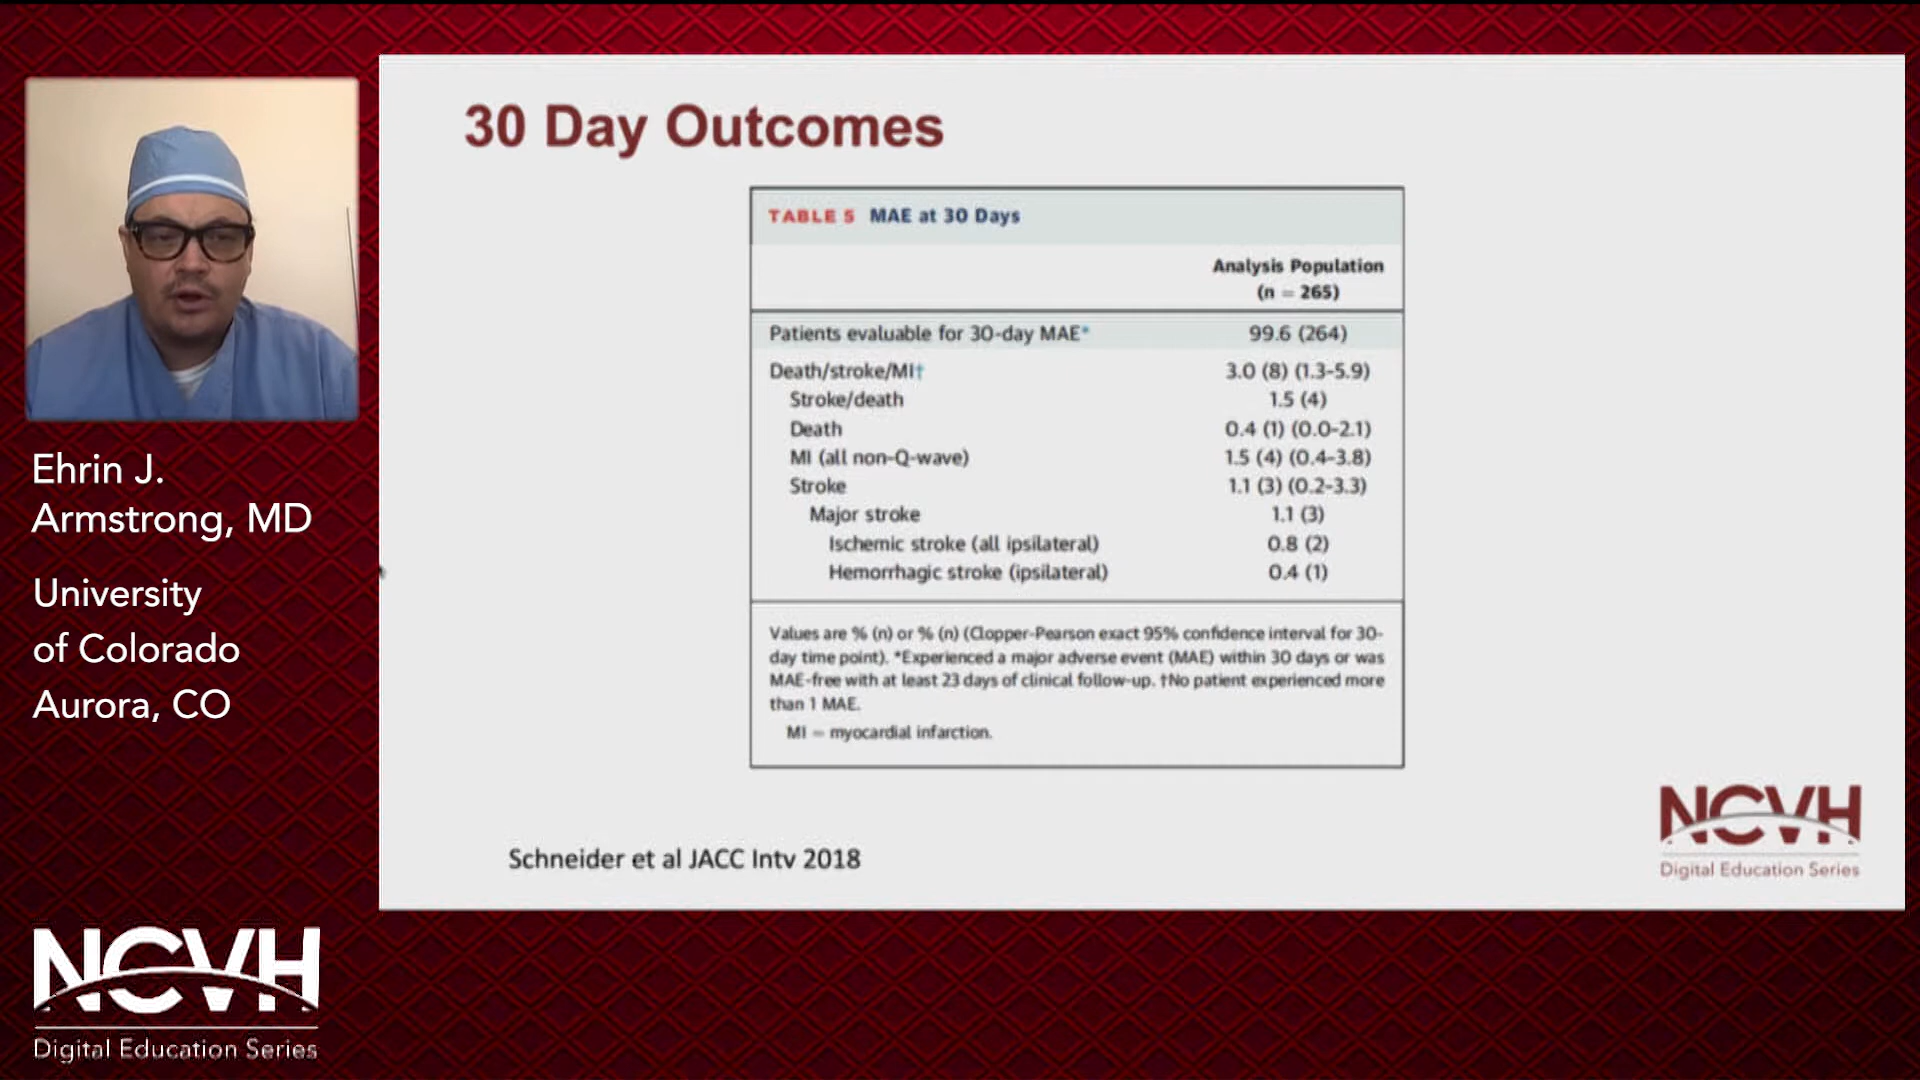 30 Day Outcomes
TABLE 5 MAE at 30 Days
Analysis Population
(n = 265)
Patients evaluable for 30-day MAE* 99.6 (264)
Death/stroke/MI† 3.0 (8) (1.3-5.9)
Stroke/death 1.5 (4)
Death 0.4 (1) (0.0-2.1)
MI (all non-Q-wave) 1.5 (4) (0.4-3.8)
Stroke 1.1 (3) (0.2-3.3)
Major stroke 1.1 (3)
Ischemic stroke (all ipsilateral) 0.8 (2)
Hemorrhagic stroke (ipsilateral) 0.4 (1)
Values are % (n) or % (n) (Clopper-Pearson exact 95% confidence interval for 30-
day time point). *Experienced a major adverse event (MAE) within 30 days or was
MAE-free with at least 23 days of clinical follow-up. †No patient experienced more
than 1 MAE.
MI = myocardial infarction.
Schneider et al JACC Intv 2018
NCVH
Digital Education Series
Ehrin J.
Armstrong, MD
University
of Colorado
Aurora, CO
NCVH
Digital Education Series